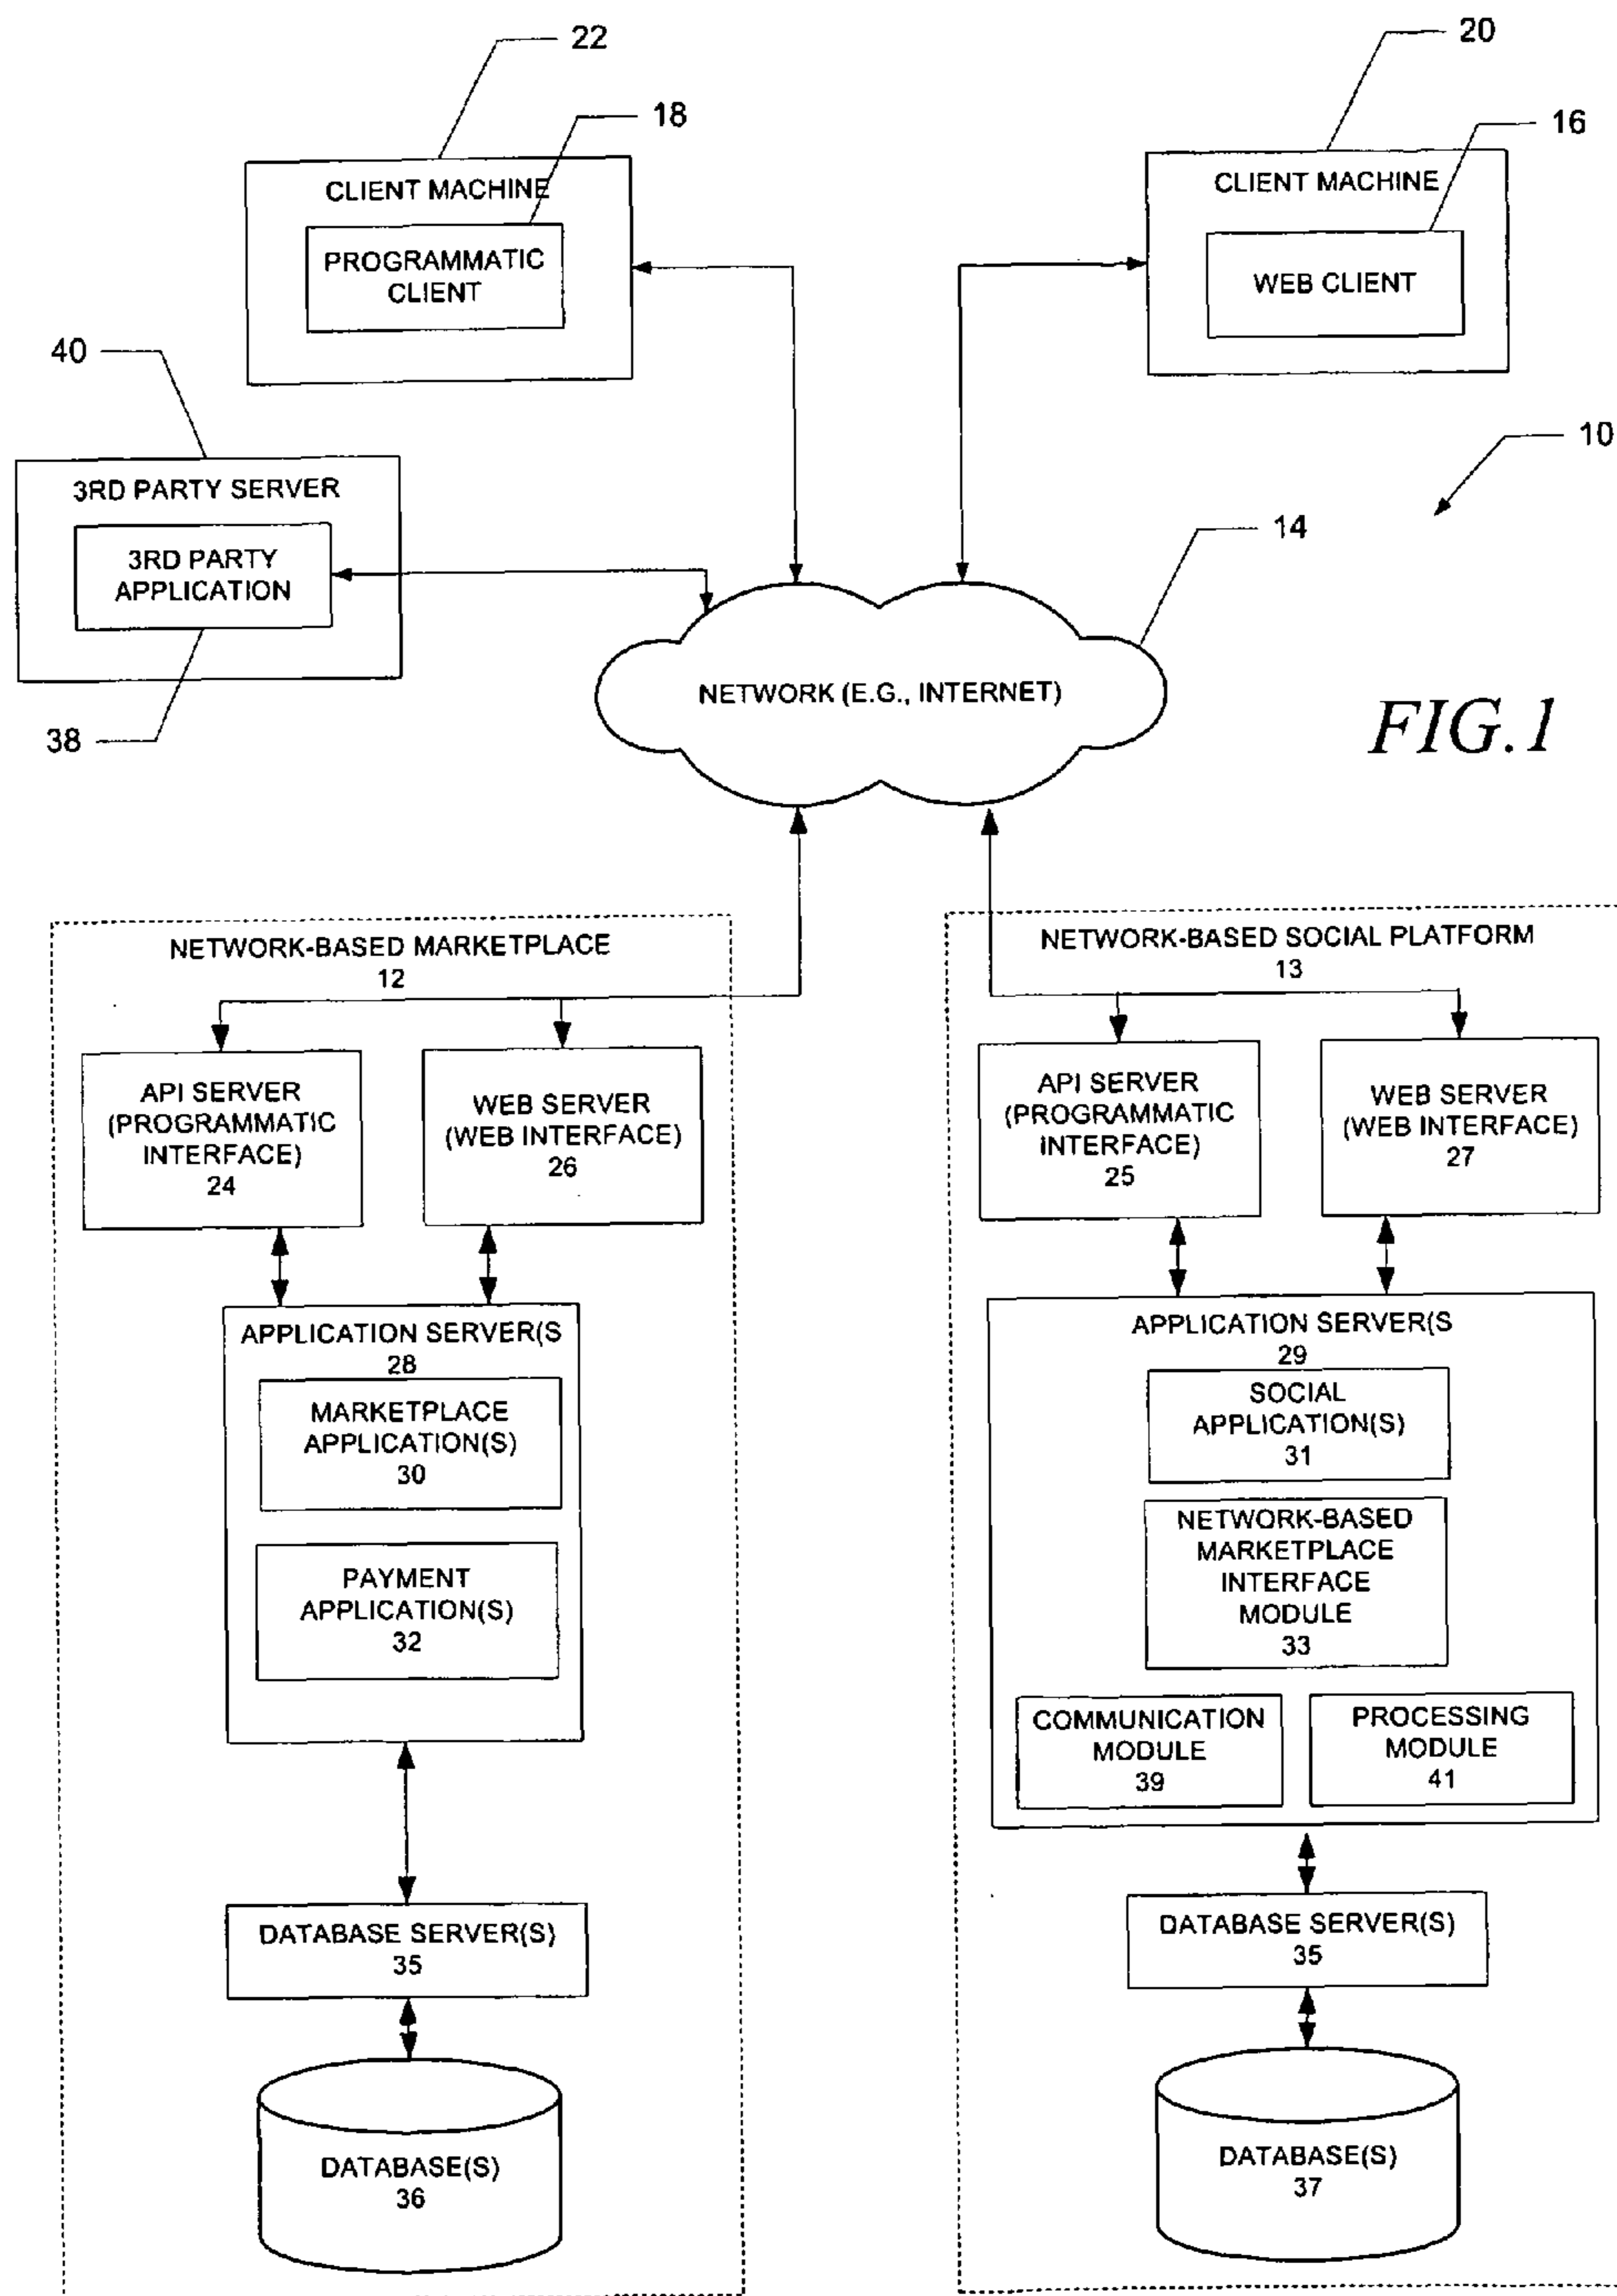 22
20
18
16
CLIENT MACHINE
PROGRAMMATIC
CLIENT
CLIENT MACHINE
WEB CLIENT
40
10
3RD PARTY SERVER
3RD PARTY
APPLICATION
38
14
NETWORK (E.G., INTERNET)
FIG.1
NETWORK-BASED MARKETPLACE
12
API SERVER
(PROGRAMMATIC
INTERFACE)
24
WEB SERVER
(WEB INTERFACE)
26
APPLICATION SERVER(S
28
MARKETPLACE
APPLICATION(S)
30
PAYMENT
APPLICATION(S)
32
DATABASE SERVER(S)
35
DATABASE(S)
36
NETWORK-BASED SOCIAL PLATFORM
13
API SERVER
(PROGRAMMATIC
INTERFACE)
25
WEB SERVER
(WEB INTERFACE)
27
APPLICATION SERVER(S
29
SOCIAL
APPLICATION(S)
31
NETWORK-BASED
MARKETPLACE
INTERFACE
MODULE
33
COMMUNICATION
MODULE
39
PROCESSING
MODULE
41
DATABASE SERVER(S)
35
DATABASE(S)
37